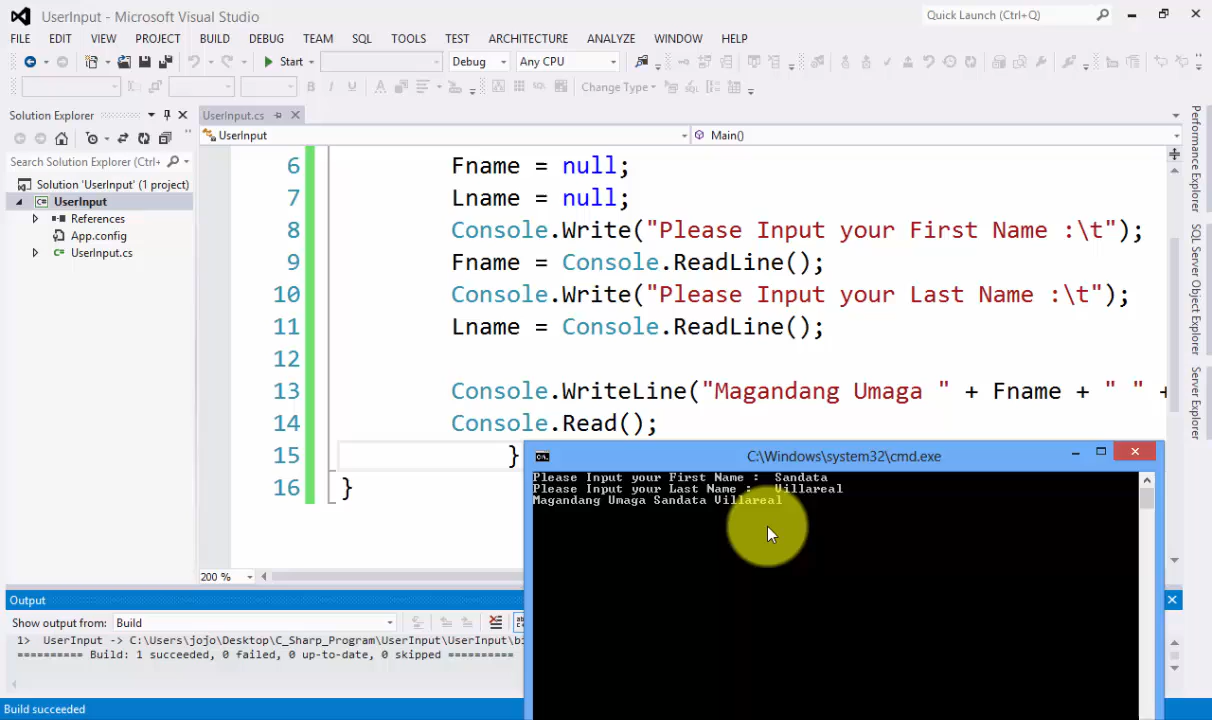 UserInput - Microsoft Visual Studio
Quick Launch (Ctrl+Q)
FILE EDIT VIEW PROJECT BUILD DEBUG TEAM SQL TOOLS TEST ARCHITECTURE ANALYZE WINDOW HELP
Start Debug Any CPU
Change Type
Solution Explorer
UserInput.cs
UserInput
Main()
Search Solution Explorer (Ctrl+
Solution 'UserInput' (1 project)
UserInput
References
App.config
UserInput.cs
6 Fname = null;
7 Lname = null;
8 Console.Write("Please Input your First Name :\t");
9 Fname = Console.ReadLine();
10 Console.Write("Please Input your Last Name :\t");
11 Lname = Console.ReadLine();
12
13 Console.WriteLine("Magandang Umaga " + Fname + " " +
14 Console.Read();
15 }
16 }
200 %
C:\Windows\system32\cmd.exe
Please Input your First Name : Sandata
Please Input your Last Name : Villareal
Magandang Umaga Sandata Villareal
Performance Explorer
SQL Server Object Explorer
Server Explorer
Output
Show output from: Build
1> UserInput -> C:\Users\jojo\Desktop\C_Sharp_Program\UserInput\UserInput\bi
========== Build: 1 succeeded, 0 failed, 0 up-to-date, 0 skipped ==========
Build succeeded